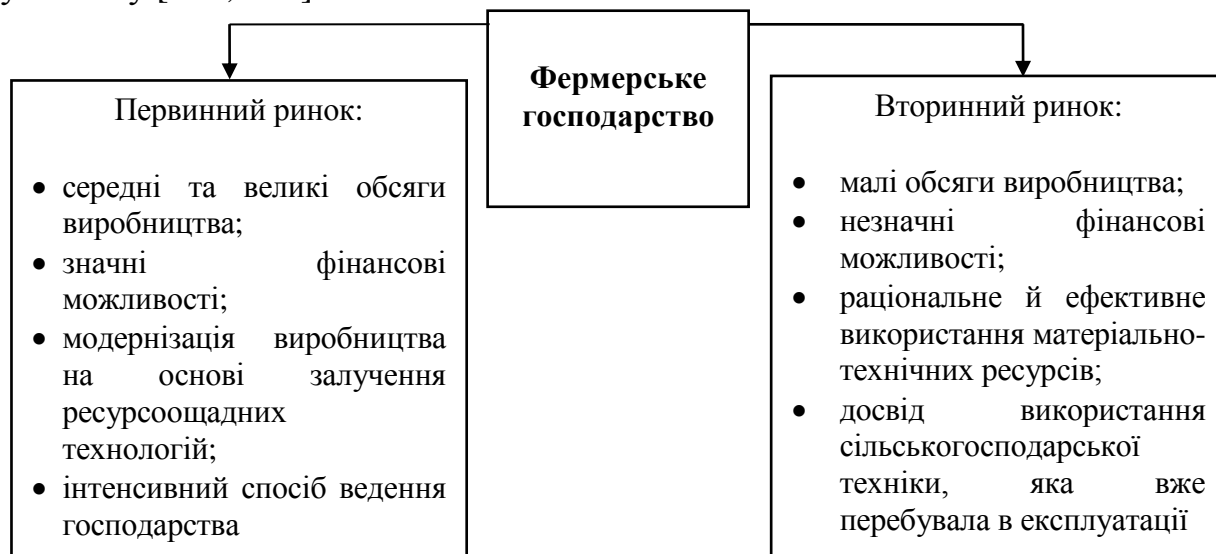 Фермерське
господарство
Первинний ринок:
• середні та великі обсяги
виробництва;
• значні фінансові
можливості;
• модернізація виробництва
на основі залучення
ресурсоощадних
технологій;
• інтенсивний спосіб ведення
господарства
Вторинний ринок:
• малі обсяги виробництва;
• незначні фінансові
можливості;
• раціональне й ефективне
використання матеріально-
технічних ресурсів;
• досвід використання
сільськогосподарської
техніки, яка вже
перебувала в експлуатації